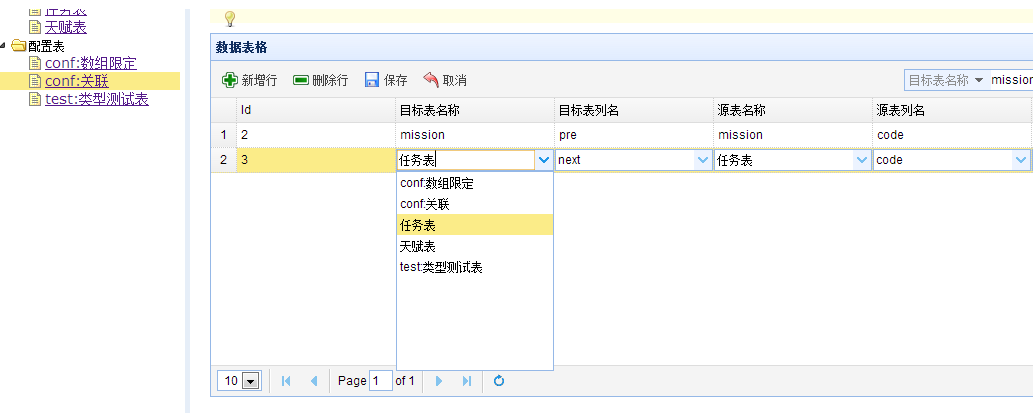 任务表
天赋表
配置表
conf:数组限定
conf:关联
test:类型测试表
数据表格
新增行 删除行 保存 取消 目标表名称 mission
Id 目标表名称 目标表列名 源表名称 源表列名
1 2 mission pre mission code
2 3 任务表 next 任务表 code
conf:数组限定
conf:关联
任务表
天赋表
test:类型测试表
10 Page 1 of 1